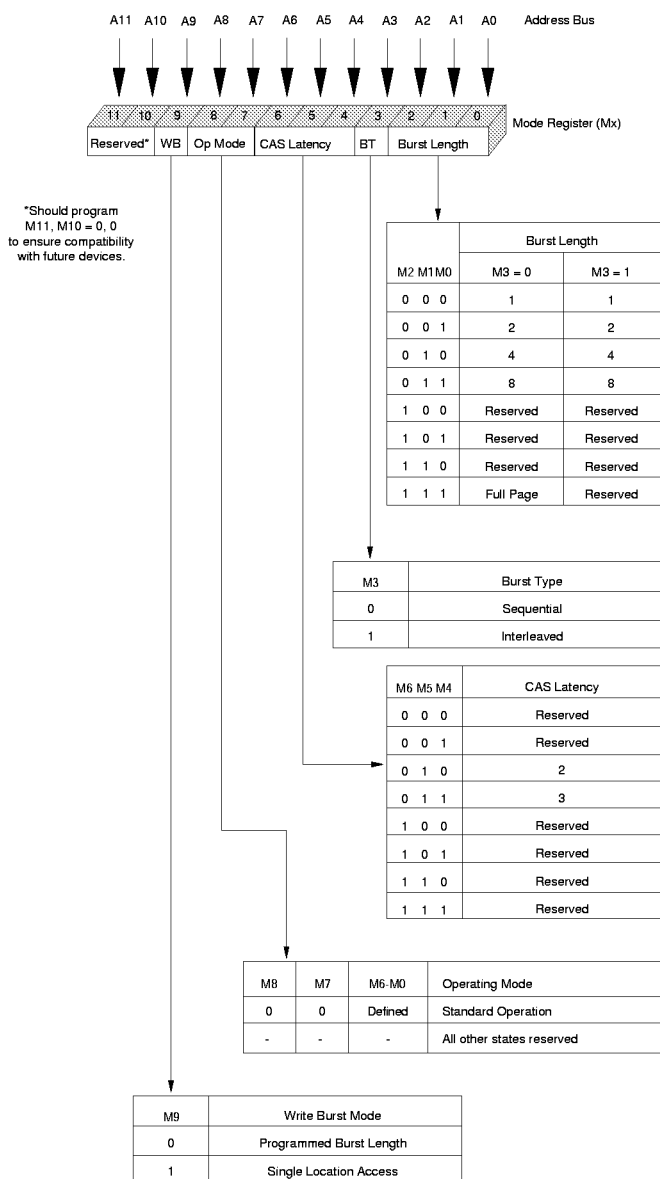 A11 A10 A9 A8 A7 A6 A5 A4 A3 A2 A1 A0 Address Bus
11 10 9 8 7 6 5 4 3 2 1 0
Mode Register (Mx)
Reserved* WB Op Mode CAS Latency BT Burst Length
*Should program
M11, M10 = 0, 0
to ensure compatibility
with future devices.
Burst Length
M2 M1 M0 M3 = 0 M3 = 1
0 0 0 1 1
0 0 1 2 2
0 1 0 4 4
0 1 1 8 8
1 0 0 Reserved Reserved
1 0 1 Reserved Reserved
1 1 0 Reserved Reserved
1 1 1 Full Page Reserved
M3 Burst Type
0 Sequential
1 Interleaved
M6 M5 M4 CAS Latency
0 0 0 Reserved
0 0 1 Reserved
0 1 0 2
0 1 1 3
1 0 0 Reserved
1 0 1 Reserved
1 1 0 Reserved
1 1 1 Reserved
M8 M7 M6-M0 Operating Mode
0 0 Defined Standard Operation
- - - All other states reserved
M9 Write Burst Mode
0 Programmed Burst Length
1 Single Location Access